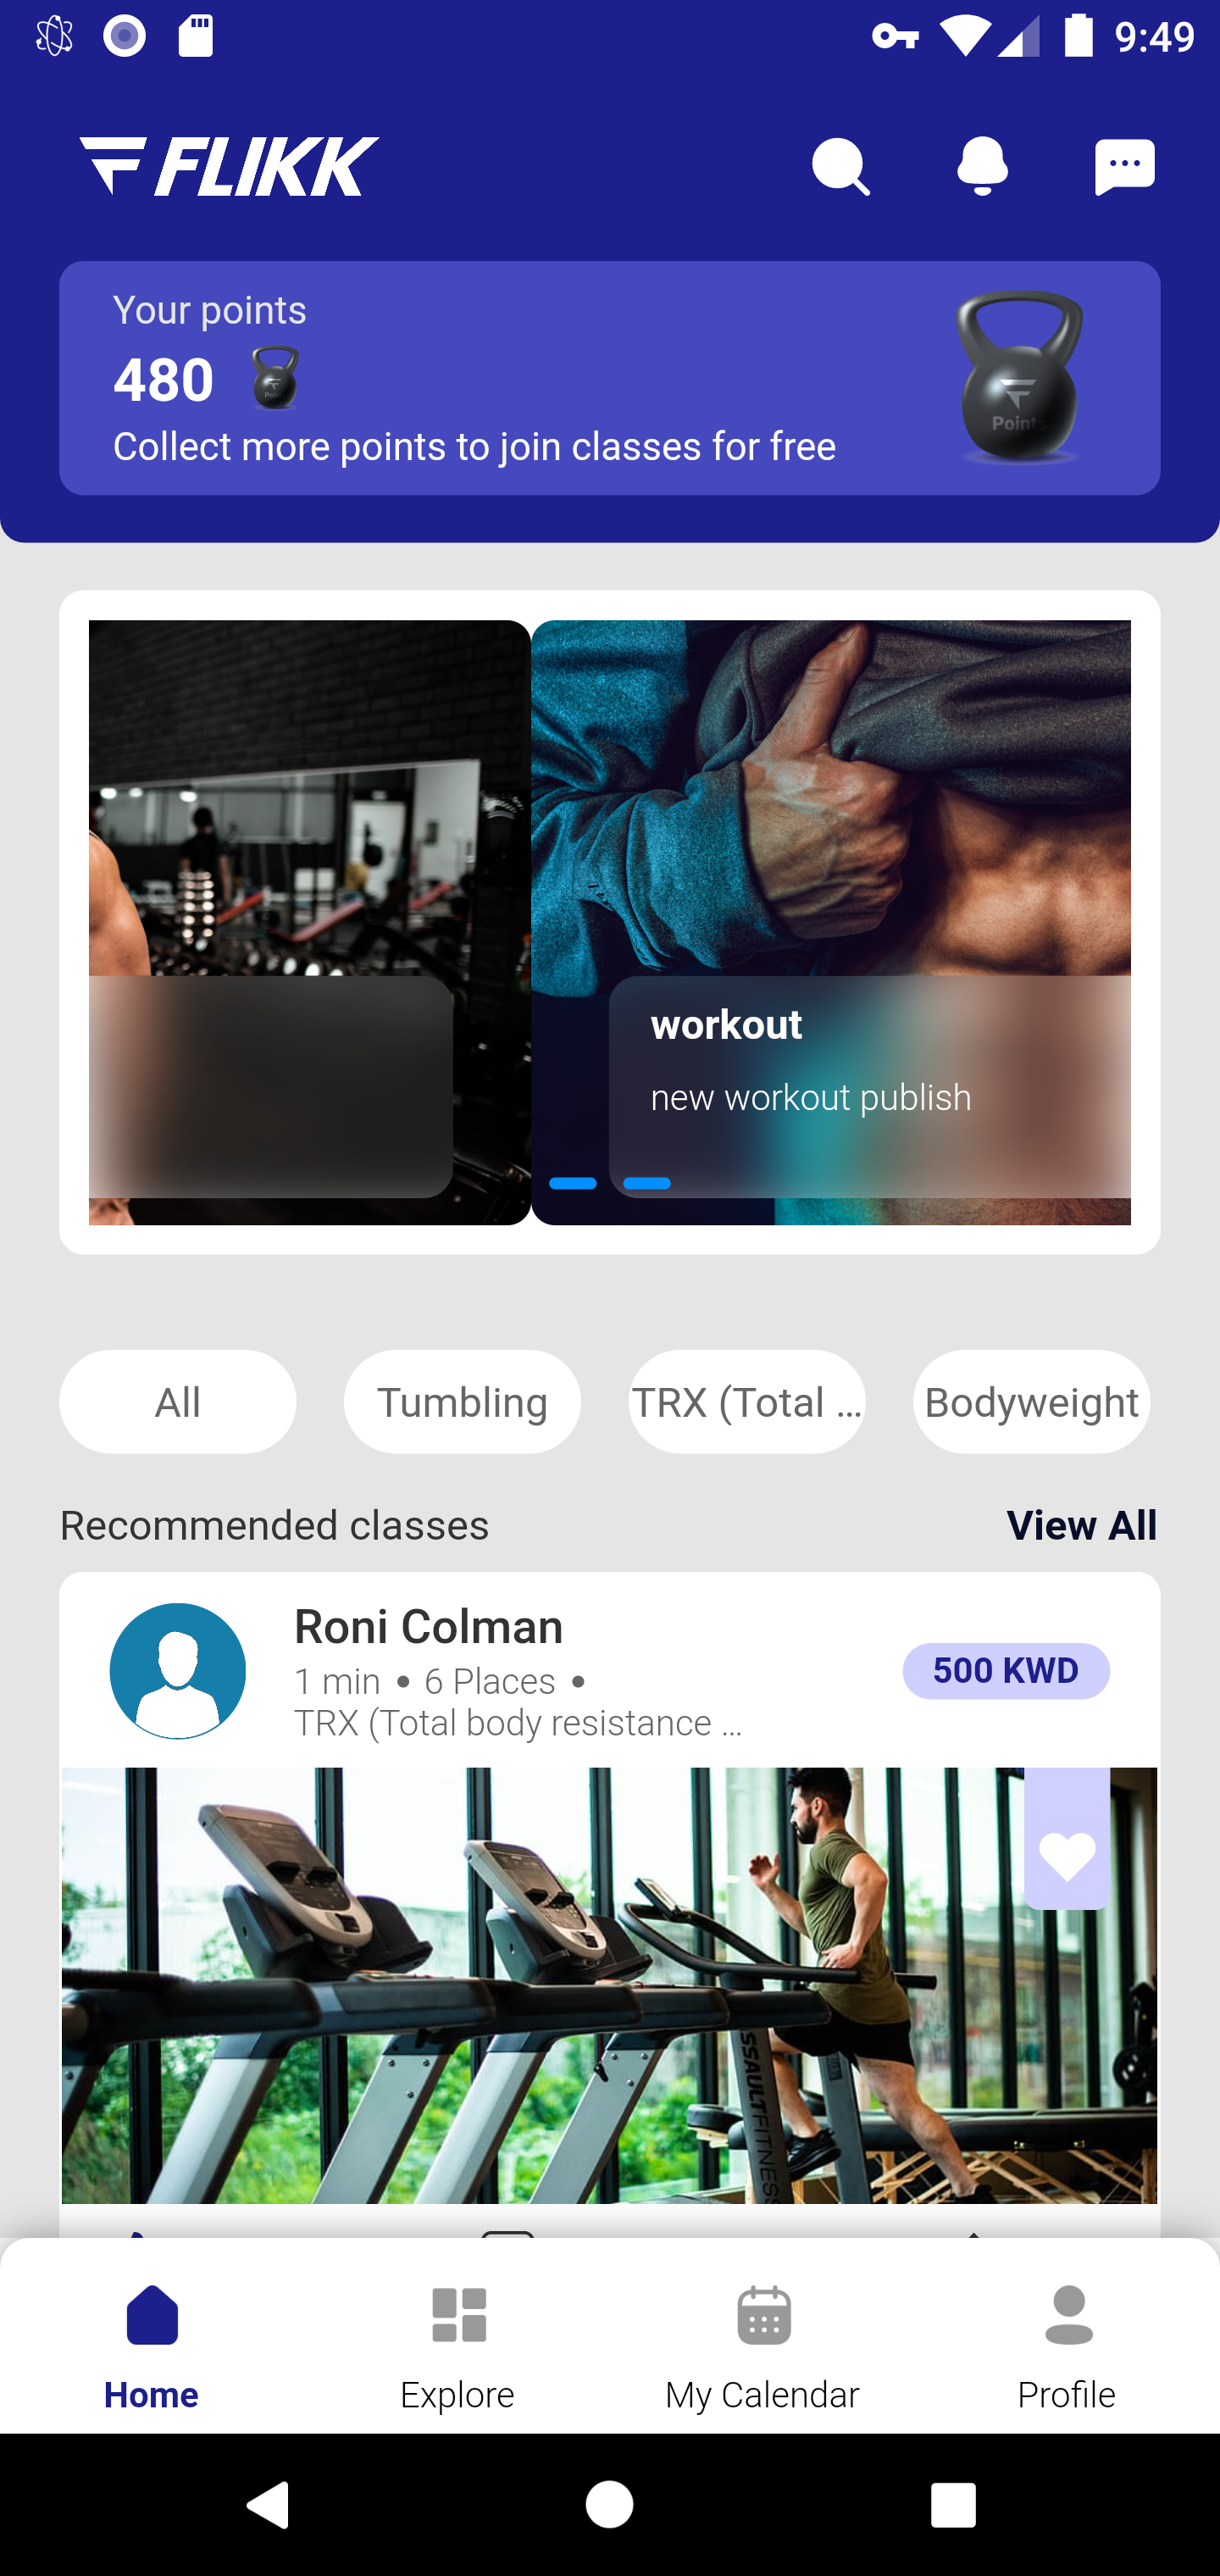 9:49
FLIKK
Your points
480
Points
Collect more points to join classes for free
workout
new workout publish
All
Tumbling
TRX (Total ...
Bodyweight
Recommended classes
View All
Roni Colman
1 min • 6 Places •
TRX (Total body resistance ...
500 KWD
SSAULTFITNESS
Home
Explore
My Calendar
Profile